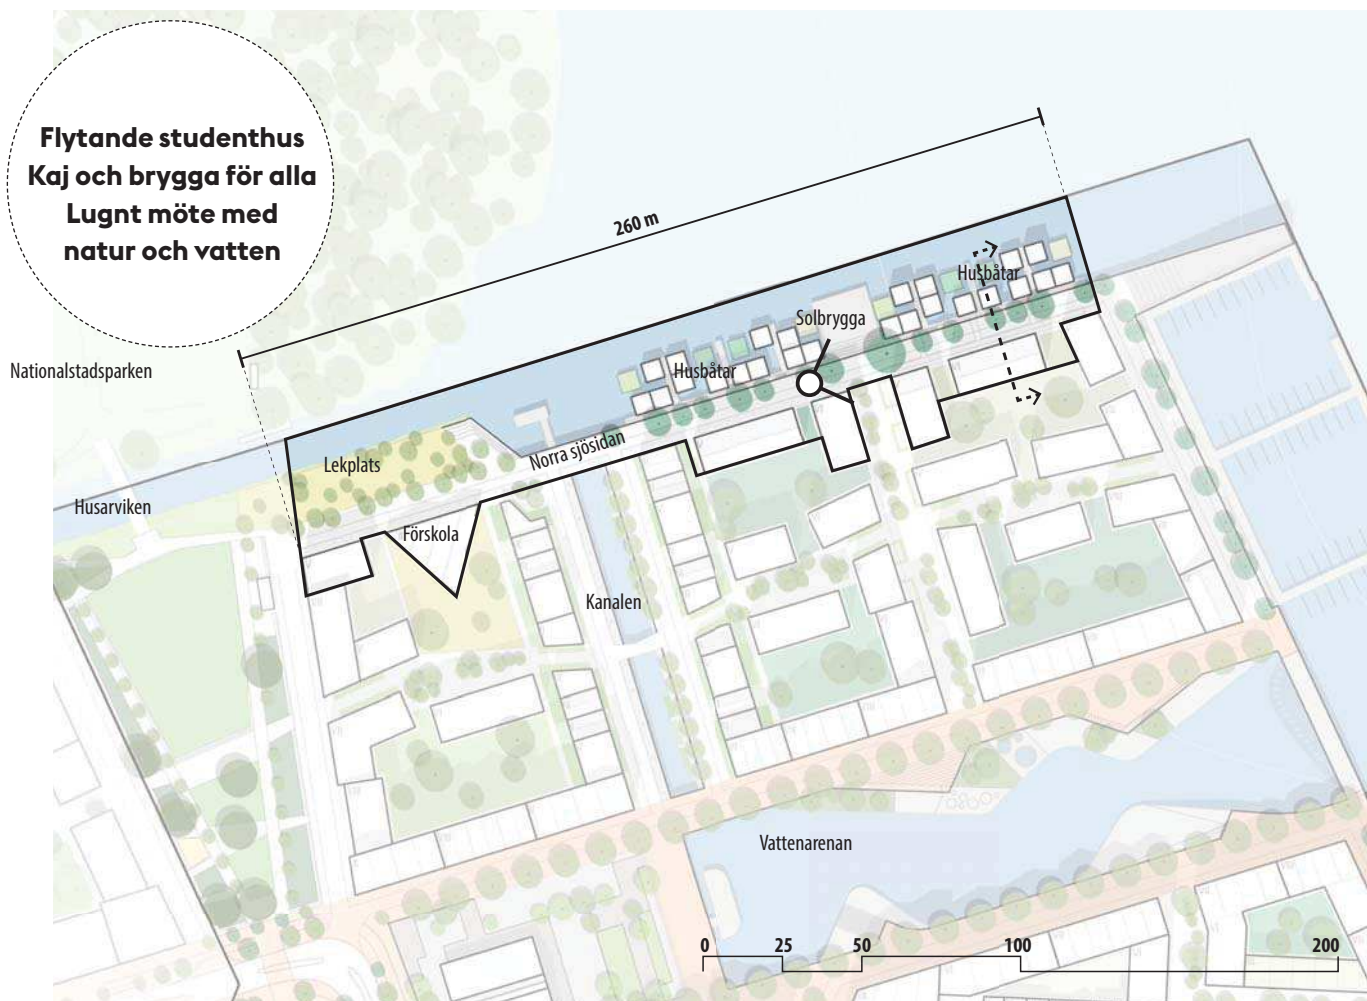 Flytande studenthus
Kaj och brygga för alla
Lugnt möte med
natur och vatten
260 m
Husbåtar
Solbrygga
Nationalstadsparken
Husbåtar
Norra sjösidan
Lekplats
Husarviken
Förskola
Kanalen
Vattenarenan
0 25 50 100 200